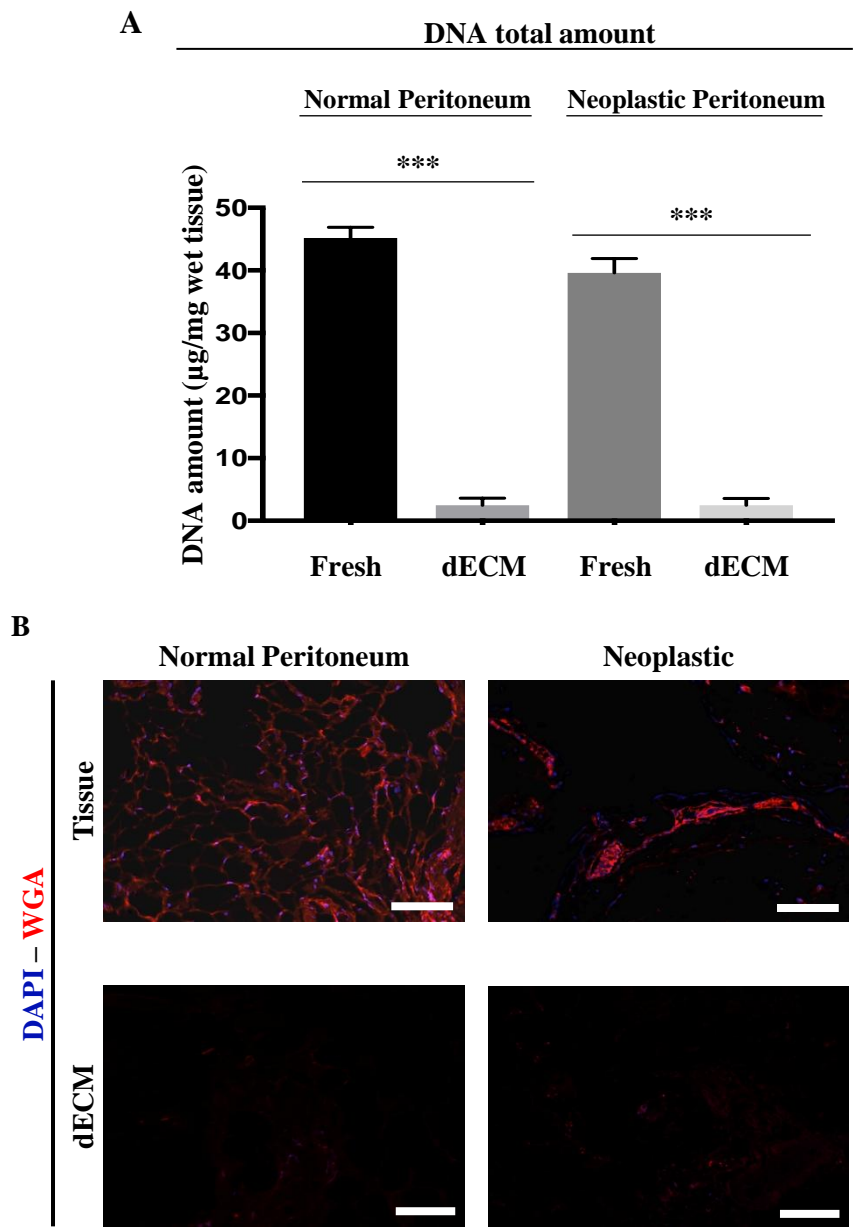 A
DNA total amount
Normal Peritoneum
Neoplastic Peritoneum
***
***
DNA amount (µg/mg wet tissue)
50
40
30
20
10
0
Fresh
dECM
Fresh
dECM
B
Normal Peritoneum
Neoplastic
DAPI – WGA
Tissue
dECM